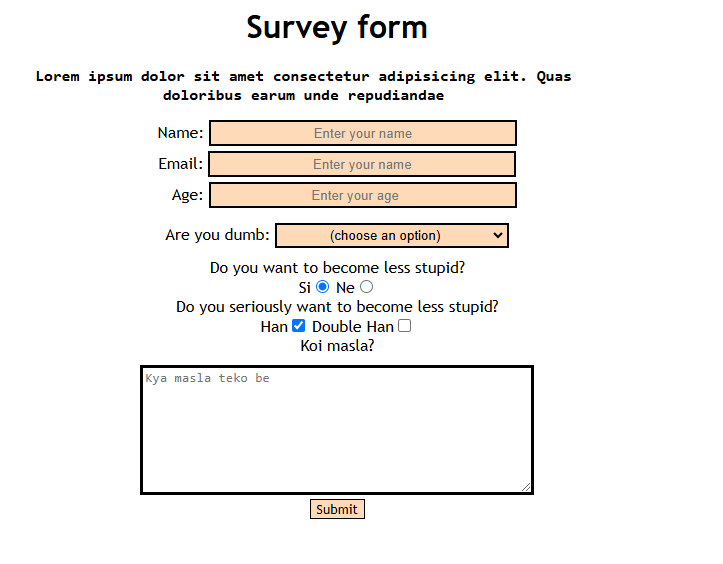 Survey form
Lorem ipsum dolor sit amet consectetur adipisicing elit. Quas
doloribus earum unde repudiandae
Name: Enter your name
Email: Enter your name
Age: Enter your age
Are you dumb: (choose an option)
Do you want to become less stupid?
Si Ne
Do you seriously want to become less stupid?
Han Double Han
Koi masla?
Kya masla teko be
Submit